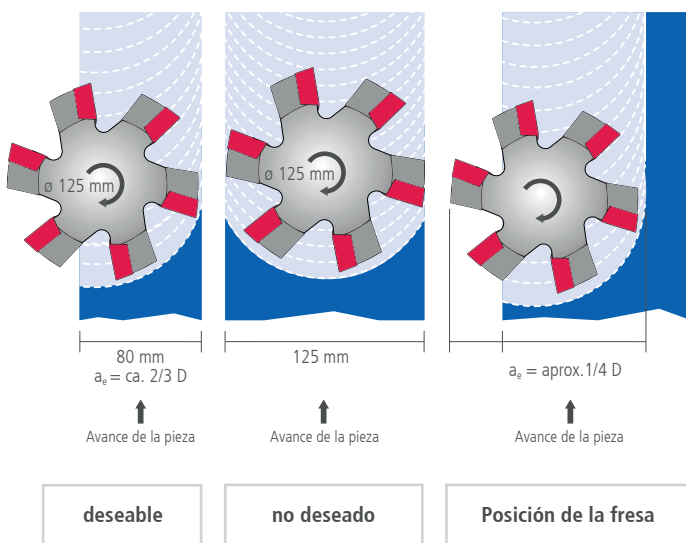 ø 125 mm
ø 125 mm
80 mm
aₑ = ca. 2/3 D
125 mm
aₑ = aprox.1/4 D
Avance de la pieza
Avance de la pieza
Avance de la pieza
deseable
no deseado
Posición de la fresa